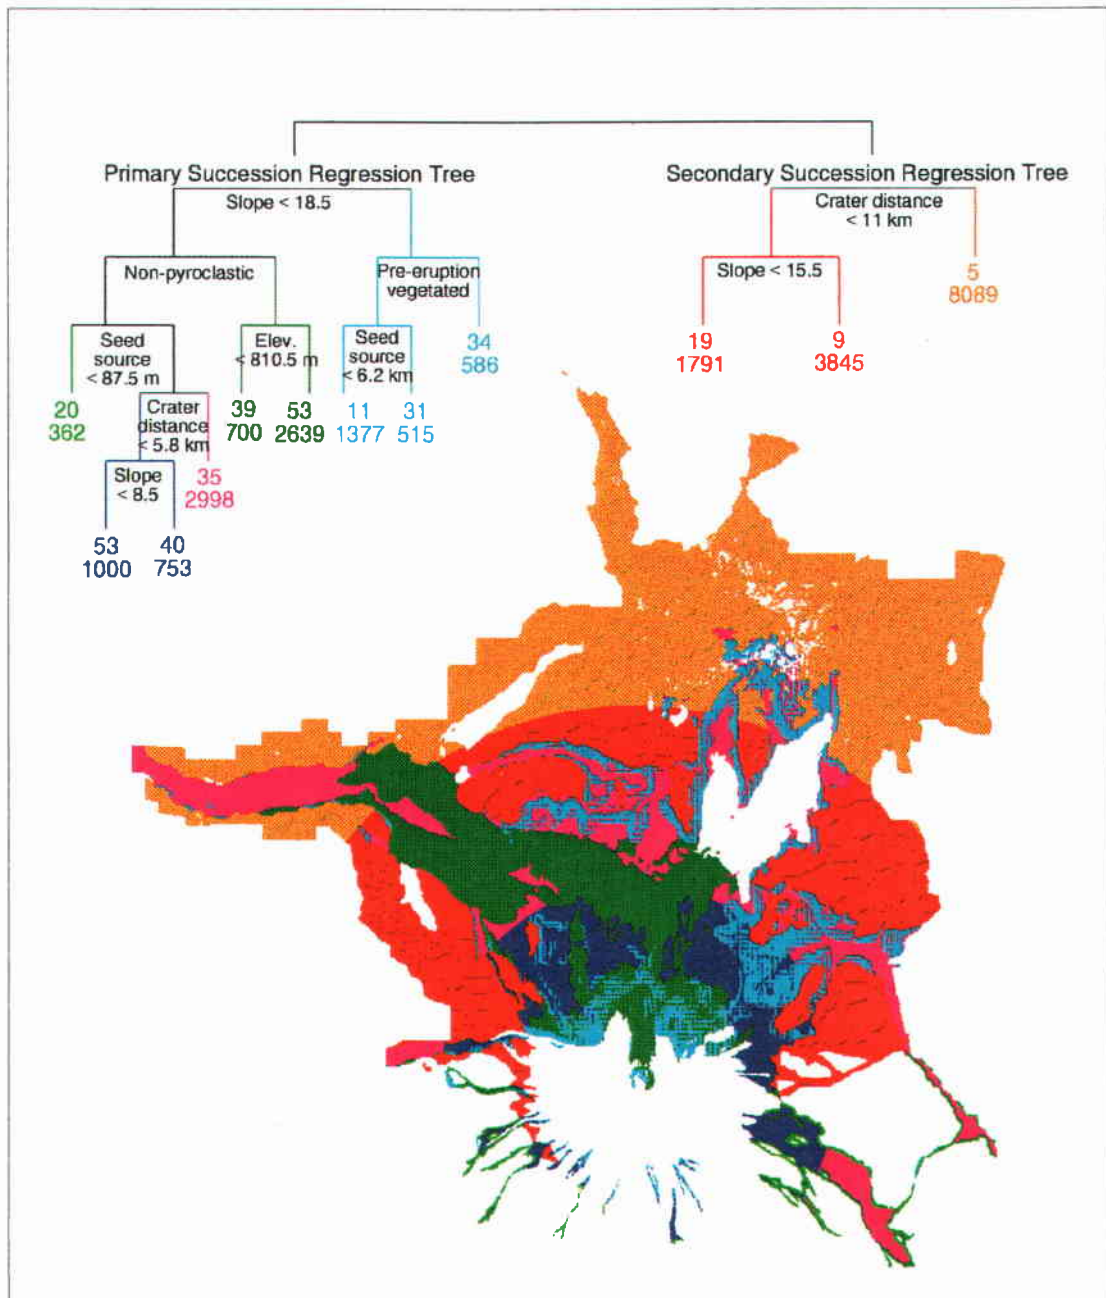 Primary Succession Regression Tree
Secondary Succession Regression Tree
Slope < 18.5
Crater distance
< 11 km
Non-pyroclastic
Pre-eruption
vegetated
Slope < 15.5
5
8089
Seed
source
< 87.5 m
Elev.
< 810.5 m
Seed
source
< 6.2 km
34
586
19
1791
9
3845
20
362
Crater
distance
< 5.8 km
39
700
53
2639
11
1377
31
515
Slope
< 8.5
35
2998
53
1000
40
753